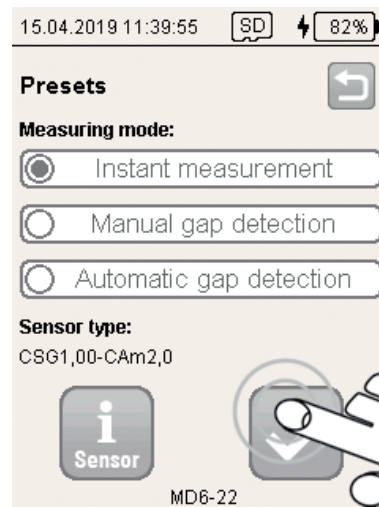 15.04.2019 11:39:55 SD 82%
Presets
Measuring mode:
Instant measurement
Manual gap detection
Automatic gap detection
Sensor type:
CSG1,00-CAm2,0
i
Sensor
MD6-22